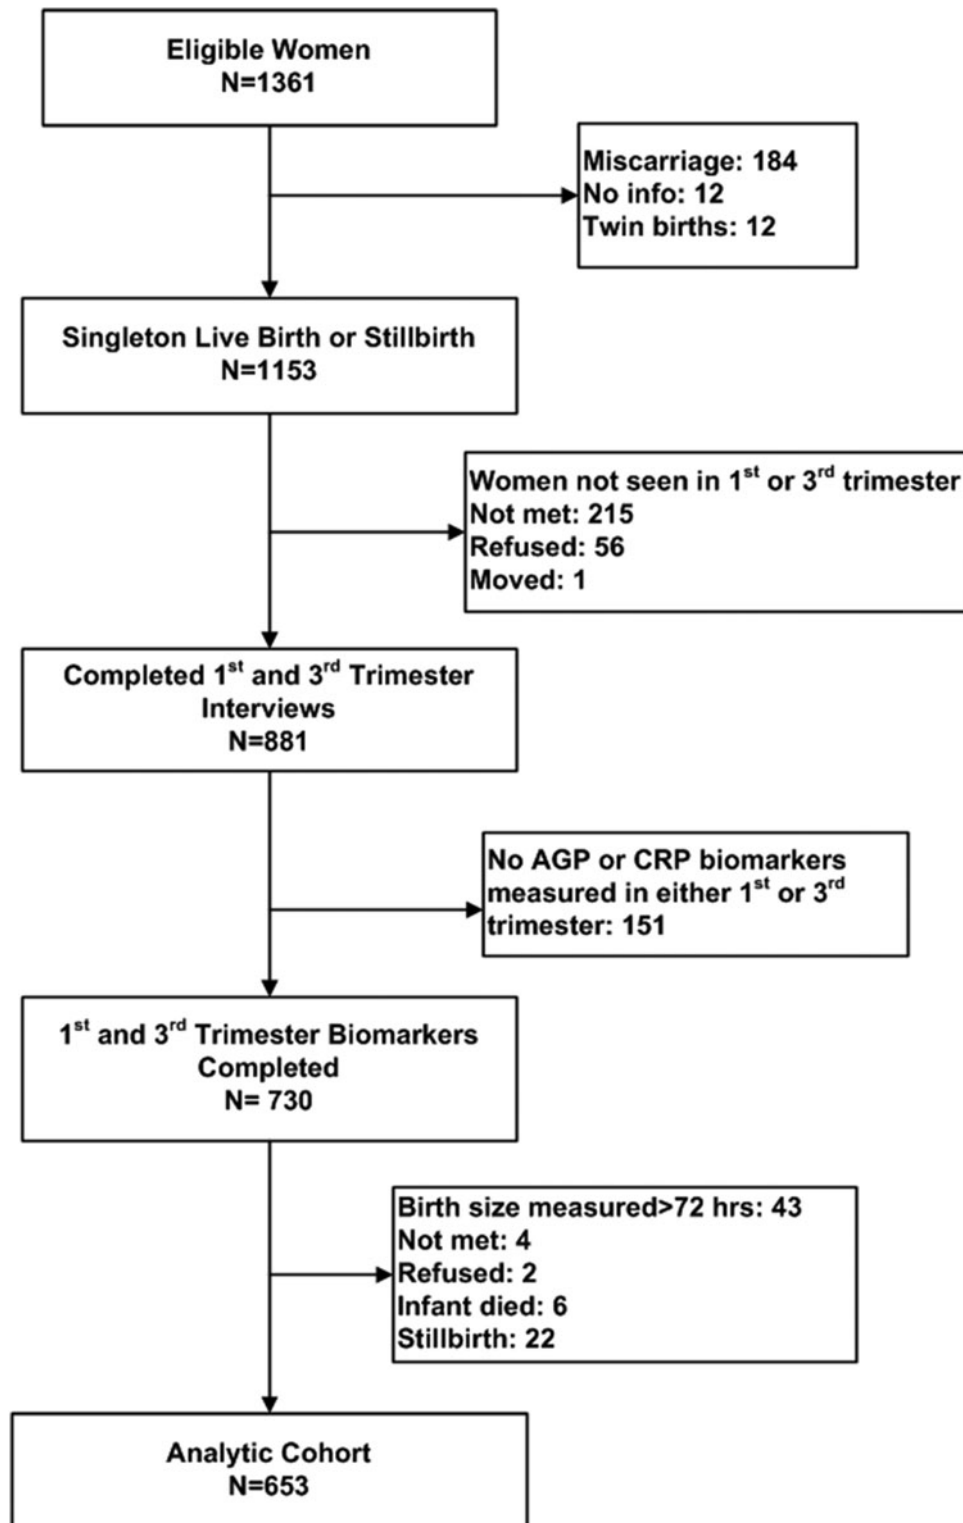 Eligible Women
N=1361
Miscarriage: 184
No info: 12
Twin births: 12
Singleton Live Birth or Stillbirth
N=1153
Women not seen in 1st or 3rd trimester
Not met: 215
Refused: 56
Moved: 1
Completed 1st and 3rd Trimester
Interviews
N=881
No AGP or CRP biomarkers
measured in either 1st or 3rd
trimester: 151
1st and 3rd Trimester Biomarkers
Completed
N= 730
Birth size measured>72 hrs: 43
Not met: 4
Refused: 2
Infant died: 6
Stillbirth: 22
Analytic Cohort
N=653